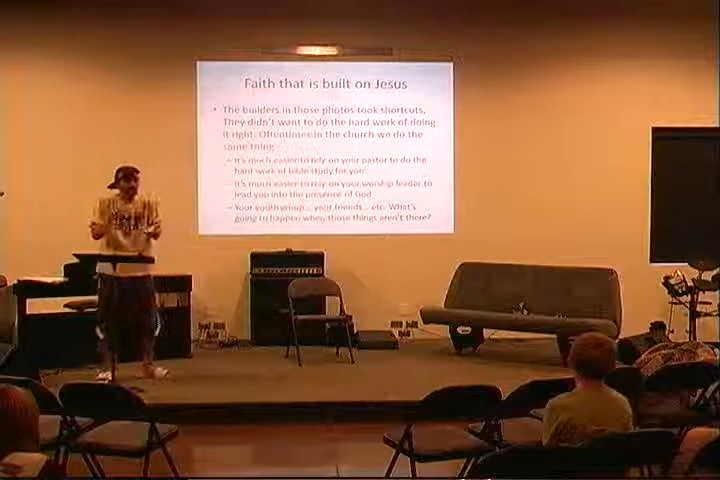 Faith that is built on Jesus
• The builders in those photos took shortcuts.
They didn't want to do the hard work of doing
it right. Oftentimes in the church we do the
same thing
– It's much easier to rely on your pastor to do the
hard work of bible study for you
– It's much easier to rely on your worship leader to
lead you into the presence of God
– Your youth group... your friends... etc. What's
going to happen when those things aren't there?